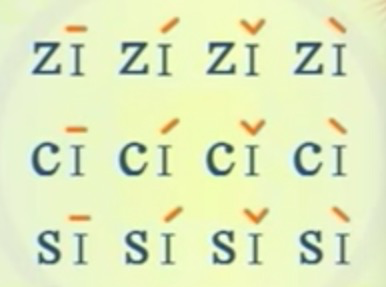 zī zí zǐ zì
cī cí cǐ cì
sī sí sǐ sì